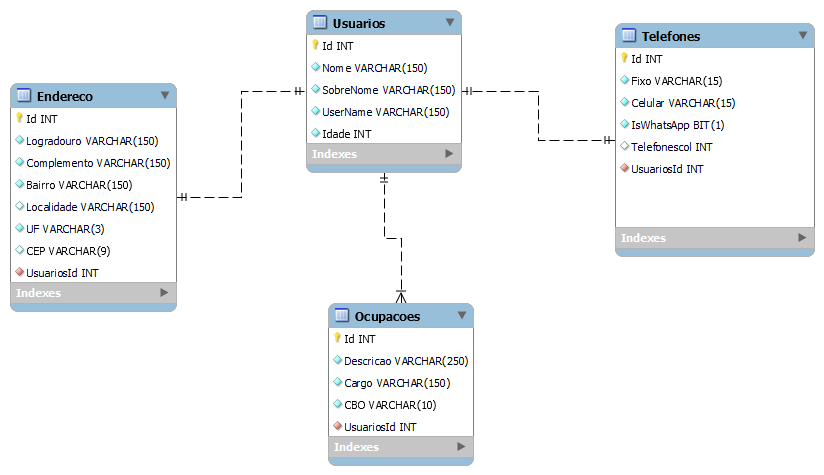 Usuarios
Id INT
Nome VARCHAR(150)
SobreNome VARCHAR(150)
UserName VARCHAR(150)
Idade INT
Indexes
Telefones
Id INT
Fixo VARCHAR(15)
Celular VARCHAR(15)
IsWhatsApp BIT(1)
Telefonescol INT
UsuariosId INT
Indexes
Endereco
Id INT
Logradouro VARCHAR(150)
Complemento VARCHAR(150)
Bairro VARCHAR(150)
Localidade VARCHAR(150)
UF VARCHAR(3)
CEP VARCHAR(9)
UsuariosId INT
Indexes
Ocupacoes
Id INT
Descricao VARCHAR(250)
Cargo VARCHAR(150)
CBO VARCHAR(10)
UsuariosId INT
Indexes